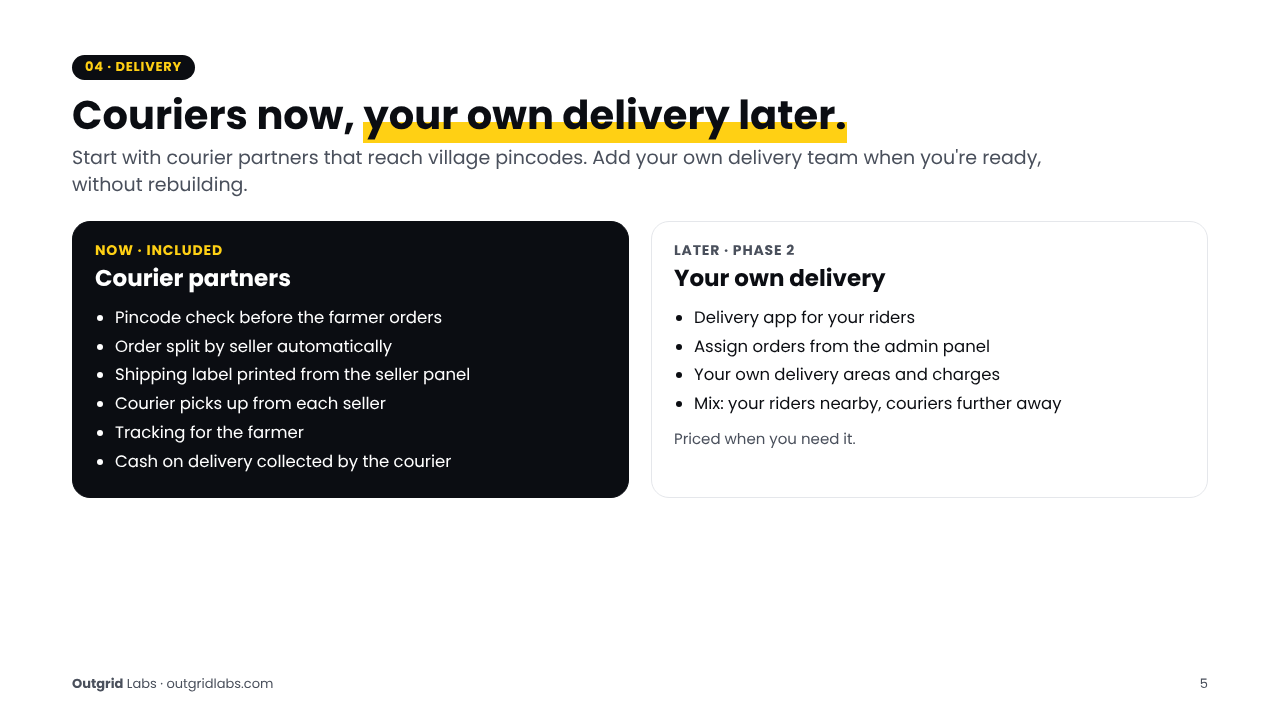 04 · DELIVERY
Couriers now, your own delivery later.
Start with courier partners that reach village pincodes. Add your own delivery team when you're ready,
without rebuilding.
NOW · INCLUDED
Courier partners
• Pincode check before the farmer orders
• Order split by seller automatically
• Shipping label printed from the seller panel
• Courier picks up from each seller
• Tracking for the farmer
• Cash on delivery collected by the courier
LATER · PHASE 2
Your own delivery
• Delivery app for your riders
• Assign orders from the admin panel
• Your own delivery areas and charges
• Mix: your riders nearby, couriers further away
Priced when you need it.
Outgrid Labs · outgridlabs.com
5